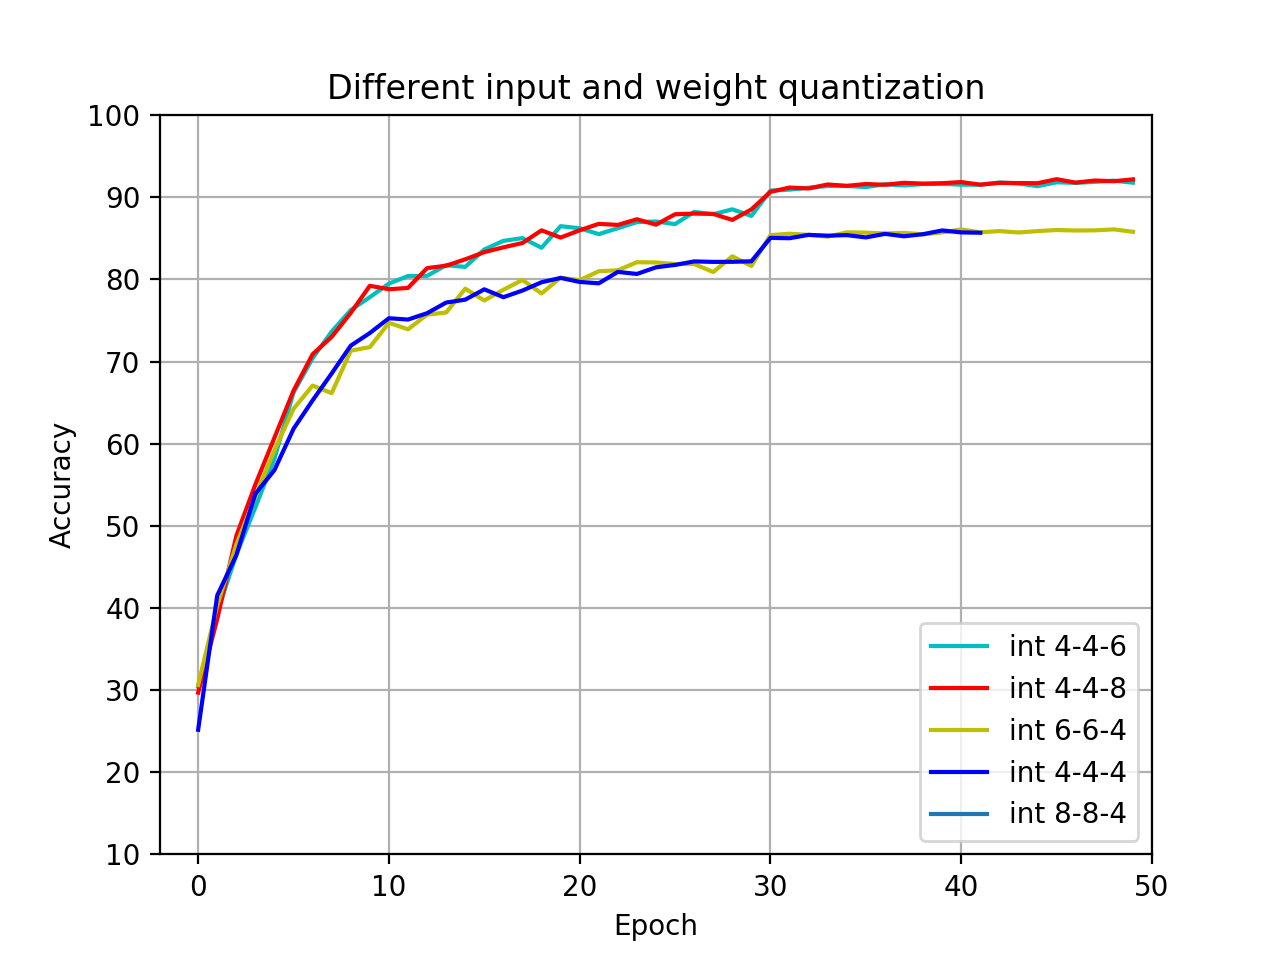 Different input and weight quantization
100
90
80
70
60
50
40
30
20
10
Accuracy
int 4-4-6
int 4-4-8
int 6-6-4
int 4-4-4
int 8-8-4
0 10 20 30 40 50
Epoch